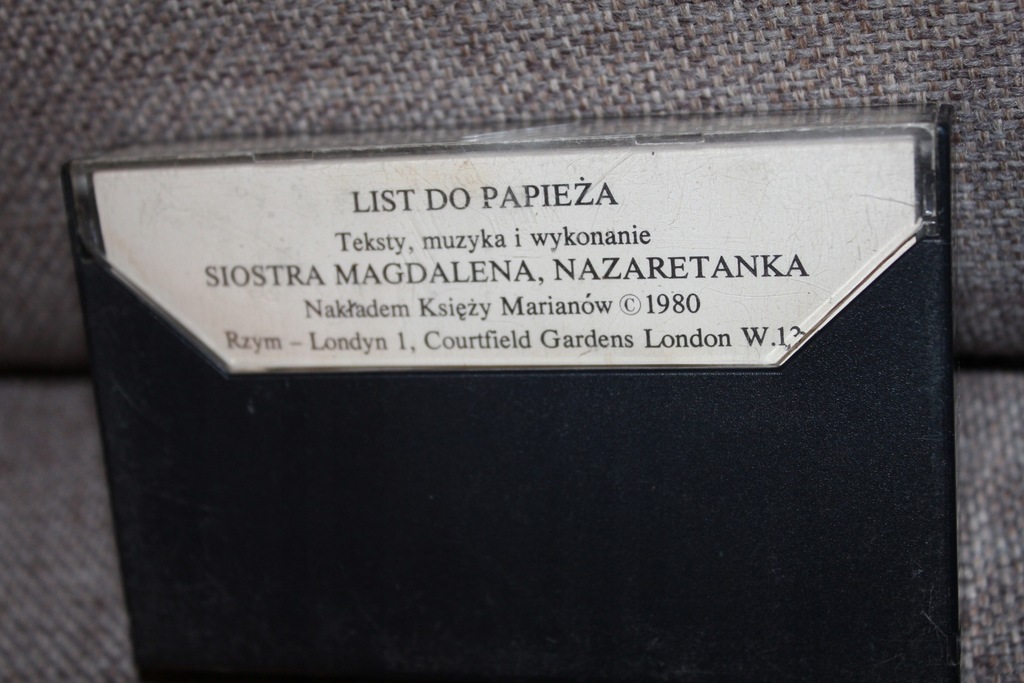 LIST DO PAPIEŻA
Teksty, muzyka i wykonanie
SIOSTRA MAGDALENA, NAZARETANKA
Nakładem Księży Marianów © 1980
Rzym – Londyn 1, Courtfield Gardens London W.13